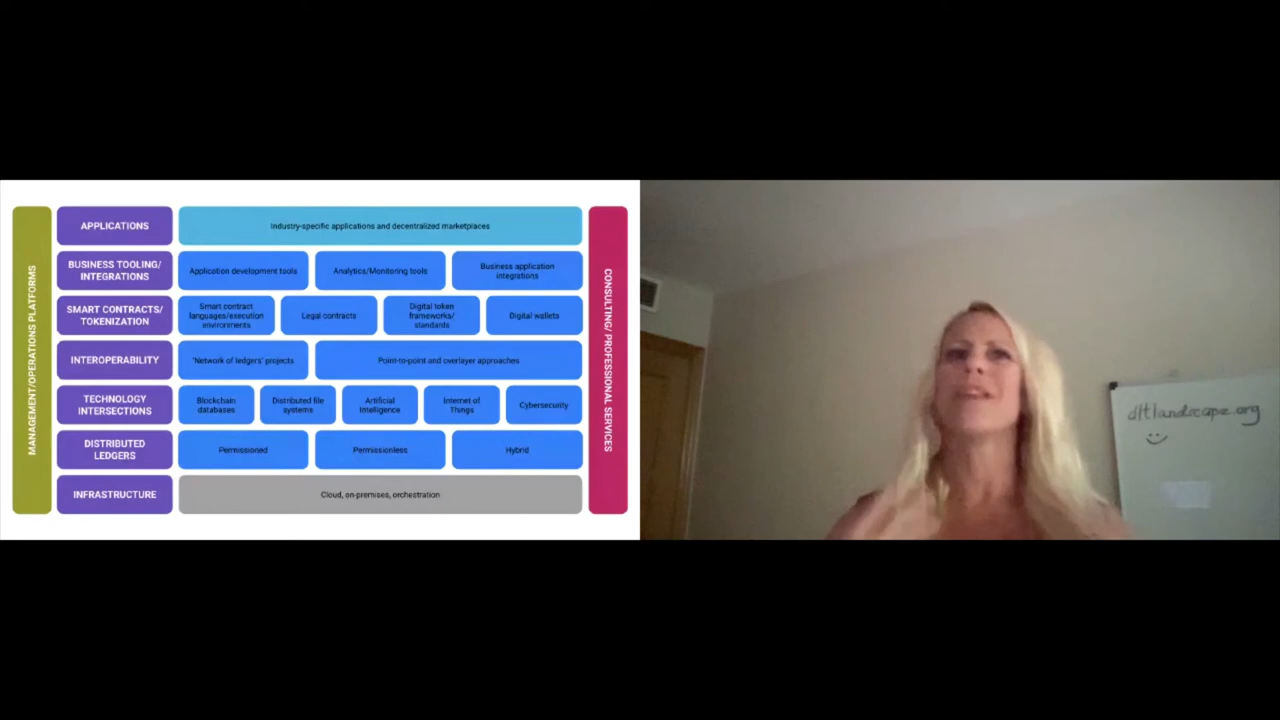 MANAGEMENT/OPERATIONS PLATFORMS
APPLICATIONS
Industry-specific applications and decentralized marketplaces
BUSINESS TOOLING/
INTEGRATIONS
Application development tools
Analytics/Monitoring tools
Business application
integrations
SMART CONTRACTS/
TOKENIZATION
Smart contract
languages/execution
environments
Legal contracts
Digital token
frameworks/
standards
Digital wallets
INTEROPERABILITY
'Network of ledgers' projects
Point-to-point and overlayer approaches
TECHNOLOGY
INTERSECTIONS
Blockchain
databases
Distributed file
systems
Artificial
Intelligence
Internet of
Things
Cybersecurity
DISTRIBUTED
LEDGERS
Permissioned
Permissionless
Hybrid
INFRASTRUCTURE
Cloud, on-premises, orchestration
CONSULTING/ PROFESSIONAL SERVICES
dltlandscape.org